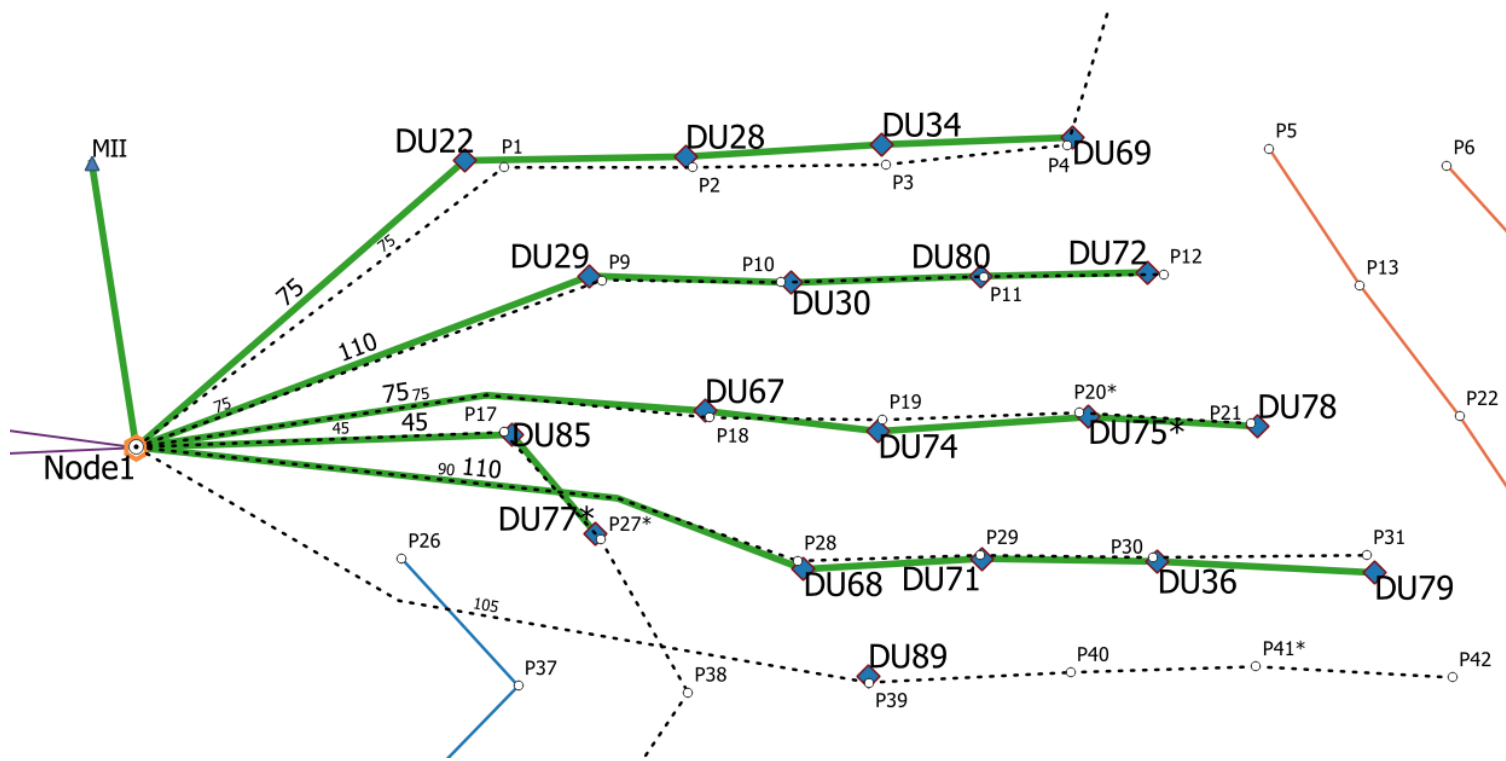 MII
DU22
P1
DU28
P2
DU34
P3
P4
DU69
P5
P6
75
75
DU29
P9
P10
DU30
DU80
P11
DU72
P12
P13
110
75
75
75
DU67
P18
P19
DU74
P20*
DU75*
P21
DU78
P22
45
45
P17
DU85
Node1
90
110
DU77*
P27*
P26
P28
DU68
P29
DU71
P30
DU36
P31
DU79
105
P37
P38
DU89
P39
P40
P41*
P42